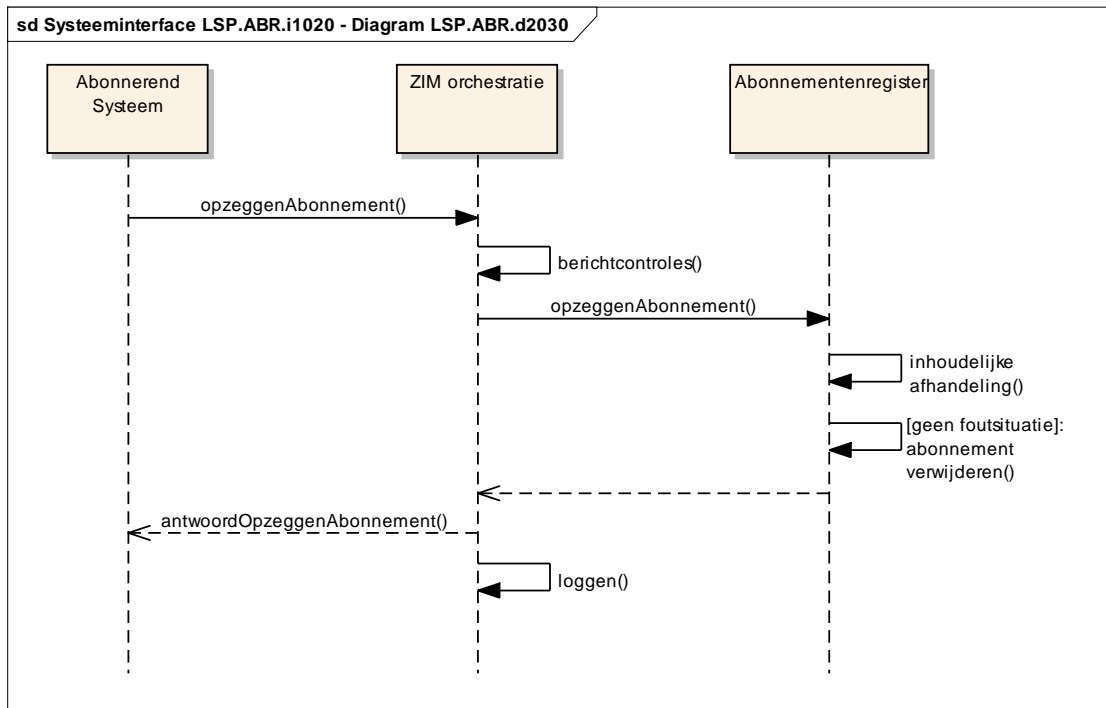 sd Systeeminterface LSP.ABR.i1020 - Diagram LSP.ABR.d2030
Abonnerend
Systeem
ZIM orchestratie
Abonnementenregister
opzeggenAbonnement()
berichtcontroles()
opzeggenAbonnement()
inhoudelijke
afhandeling()
[geen foutsituatie]:
abonnement
verwijderen()
antwoordOpzeggenAbonnement()
loggen()